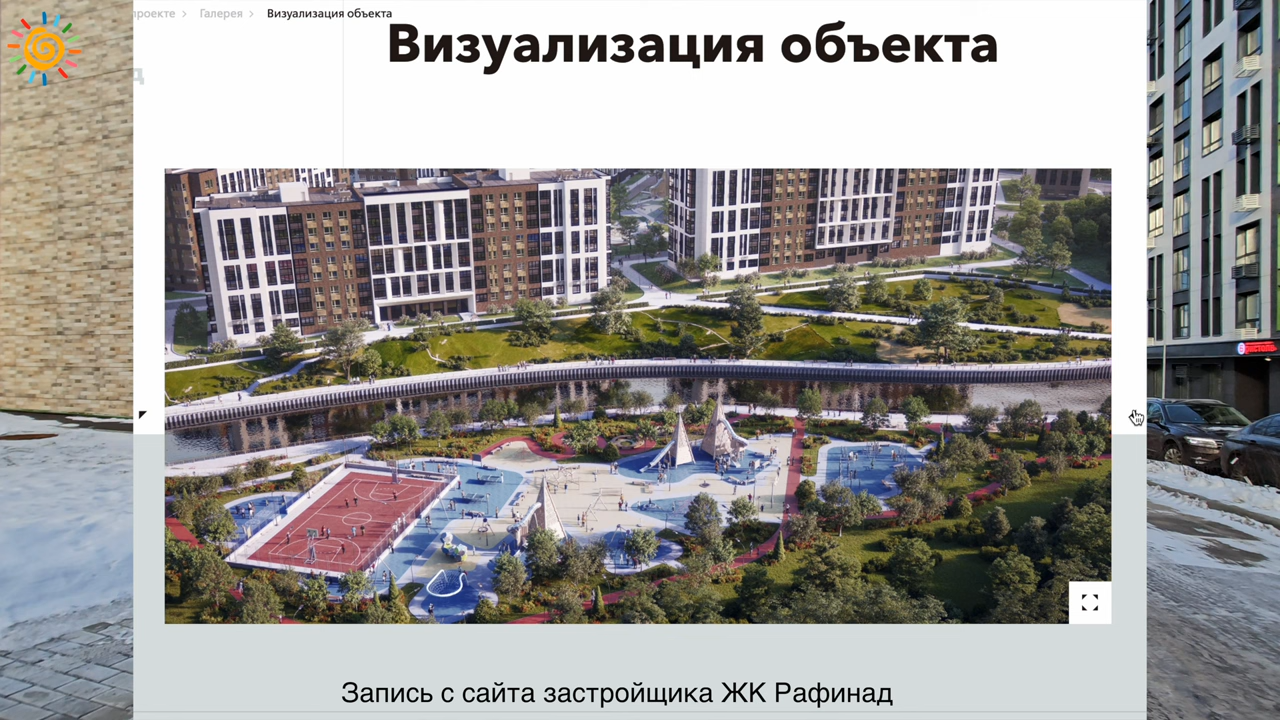 проекте > Галерея > Визуализация объекта
Визуализация объекта
Запись с сайта застройщика ЖК Рафинад